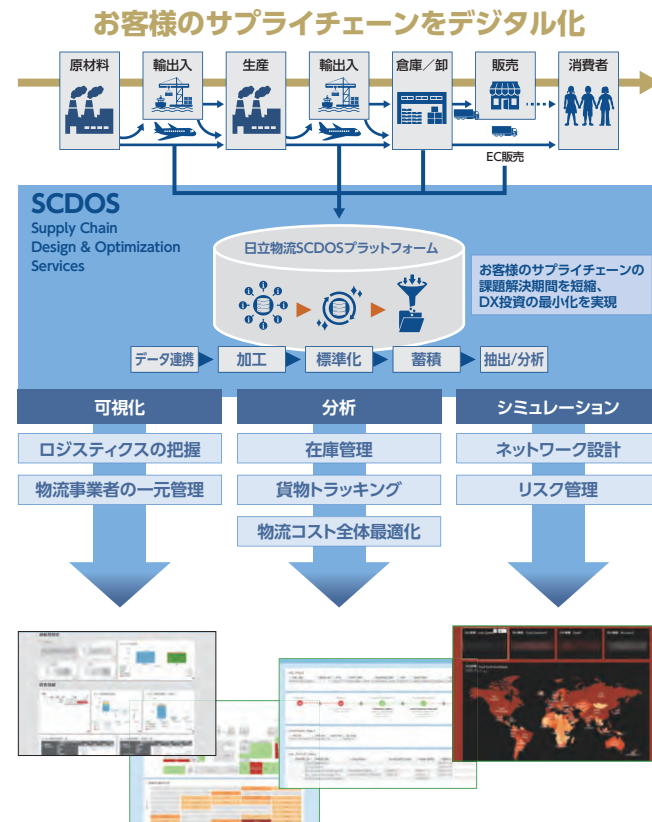 お客様のサプライチェーンをデジタル化
原材料
輸出入
生産
輸出入
倉庫／卸
販売
消費者
EC販売
SCDOS
Supply Chain
Design & Optimization
Services
日立物流SCDOSプラットフォーム
お客様のサプライチェーンの
課題解決期間を短縮、
DX投資の最小化を実現
データ連携
加工
標準化
蓄積
抽出/分析
可視化
分析
シミュレーション
ロジスティクスの把握
在庫管理
ネットワーク設計
物流事業者の一元管理
貨物トラッキング
リスク管理
物流コスト全体最適化